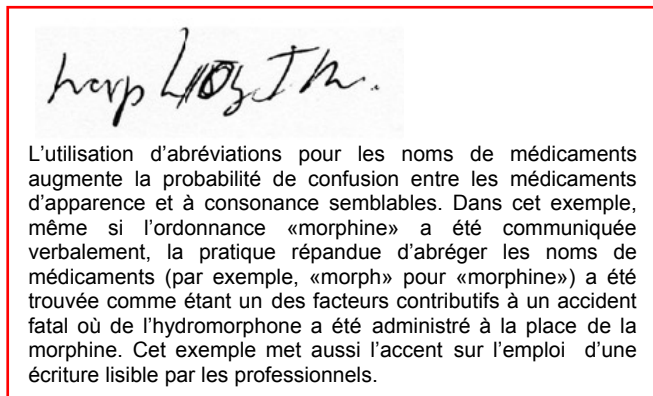 L'utilisation d'abréviations pour les noms de médicaments
augmente la probabilité de confusion entre les médicaments
d'apparence et à consonance semblables. Dans cet exemple,
même si l'ordonnance «morphine» a été communiquée
verbalement, la pratique répandue d'abréger les noms de
médicaments (par exemple, «morph» pour «morphine») a été
trouvée comme étant un des facteurs contributifs à un accident
fatal où de l'hydromorphone a été administré à la place de la
morphine. Cet exemple met aussi l'accent sur l'emploi d'une
écriture lisible par les professionnels.